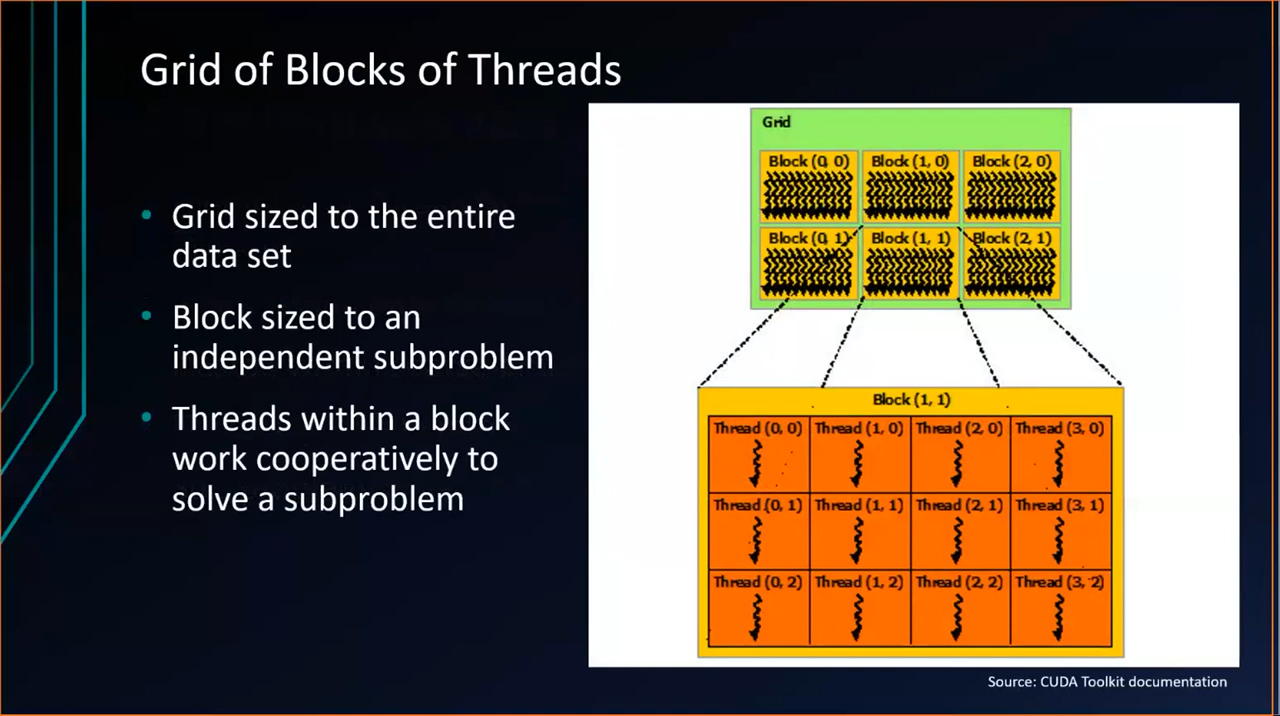 Grid of Blocks of Threads
Grid sized to the entire
data set
Block sized to an
independent subproblem
Threads within a block
work cooperatively to
solve a subproblem
Grid
Block (0, 0) Block (1, 0) Block (2, 0)
Block (0, 1) Block (1, 1) Block (2, 1)
Block (1, 1)
Thread (0, 0) Thread (1, 0) Thread (2, 0) Thread (3, 0)
Thread (0, 1) Thread (1, 1) Thread (2, 1) Thread (3, 1)
Thread (0, 2) Thread (1, 2) Thread (2, 2) Thread (3, 2)
Source: CUDA Toolkit documentation